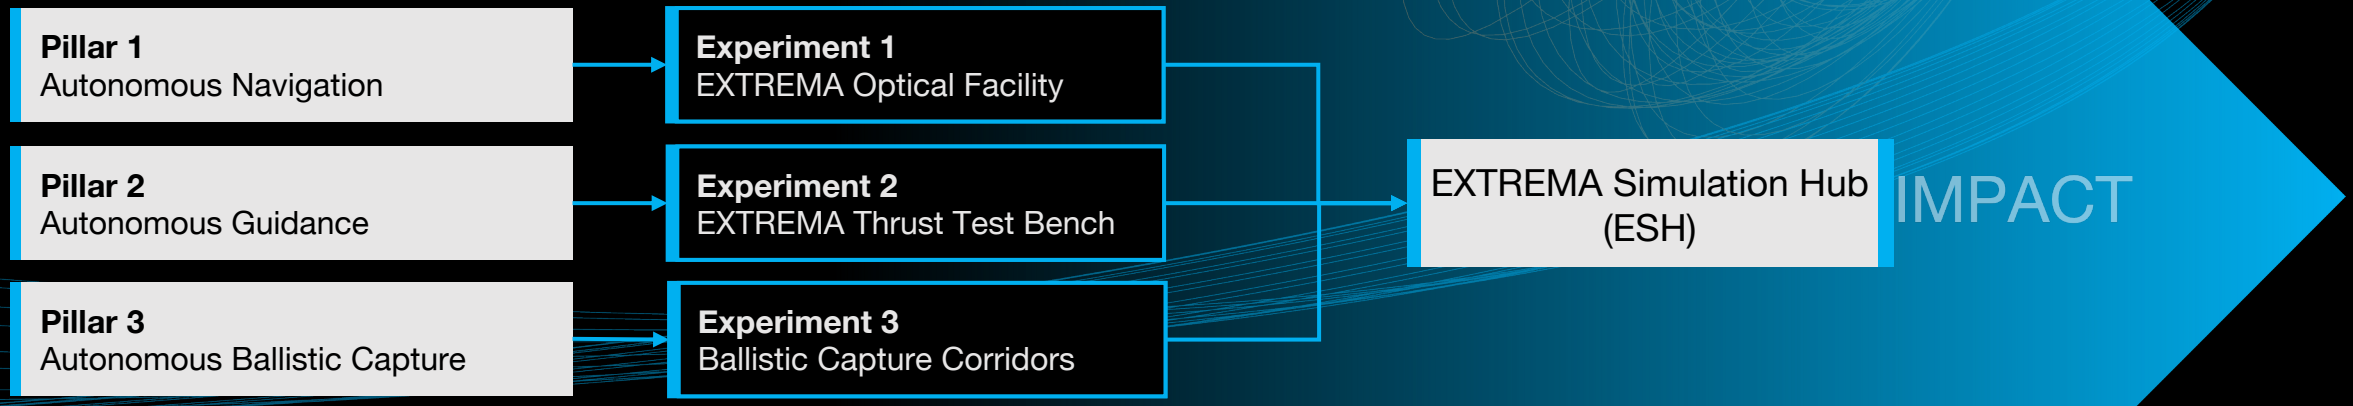 Pillar 1
Autonomous Navigation
Experiment 1
EXTREMA Optical Facility
Pillar 2
Autonomous Guidance
Experiment 2
EXTREMA Thrust Test Bench
Pillar 3
Autonomous Ballistic Capture
Experiment 3
Ballistic Capture Corridors
EXTREMA Simulation Hub
(ESH)
IMPACT